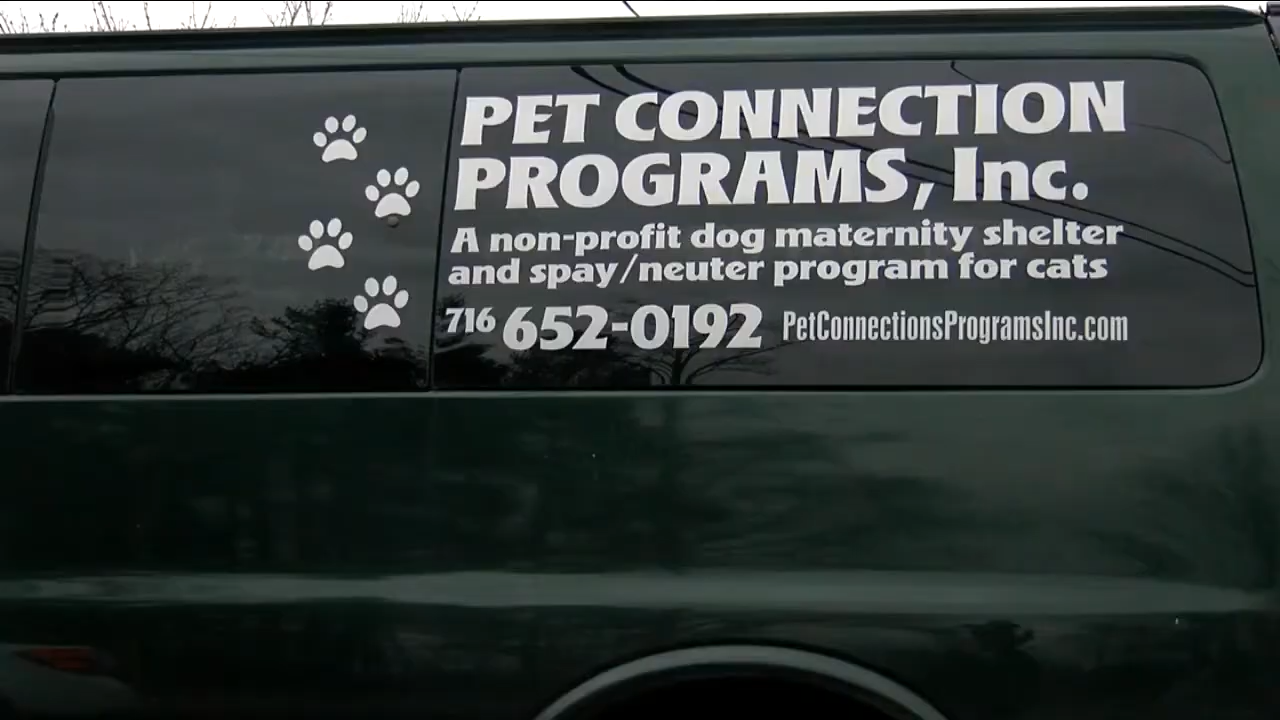 PET CONNECTION
PROGRAMS, Inc.
A non-profit dog maternity shelter
and spay/neuter program for cats
716 652-0192 PetConnectionsProgramsInc.com